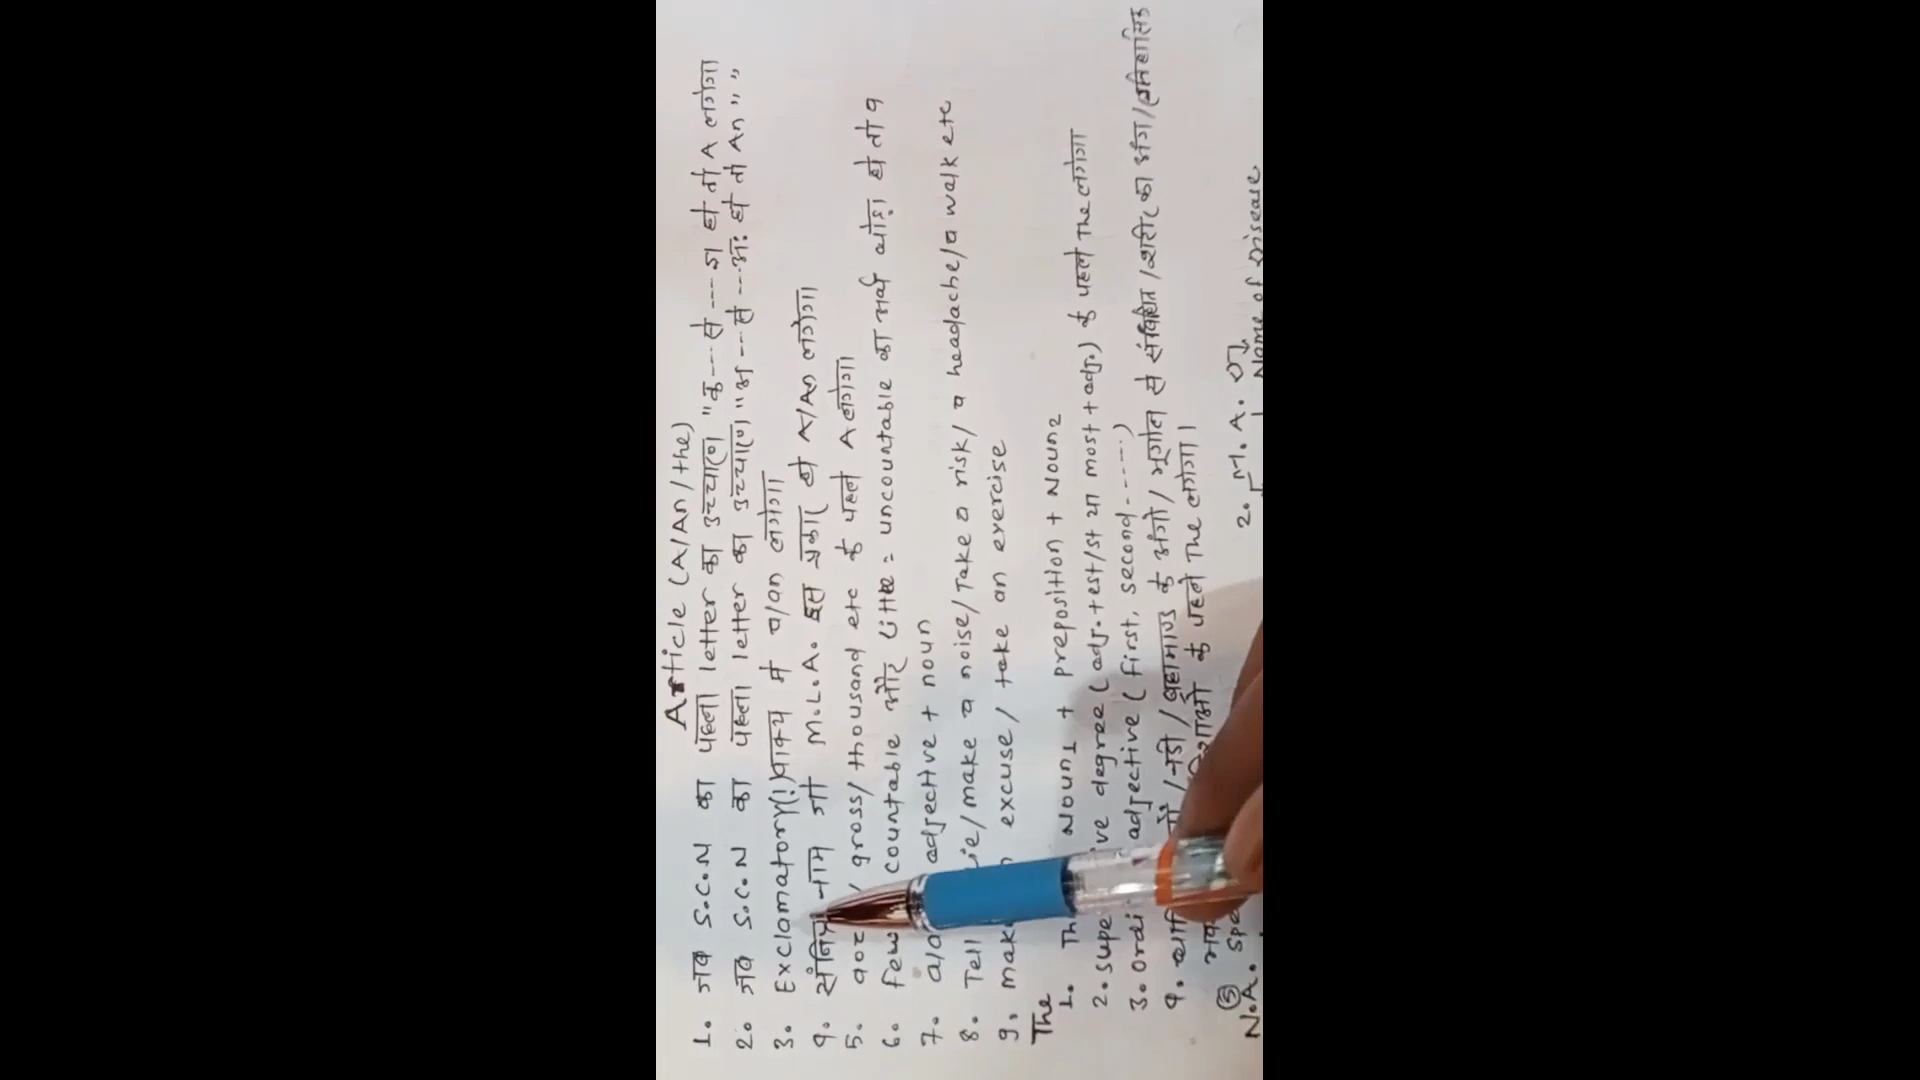 Article (A/An/the)
1. जब S.C.N का पहला letter का उच्चारण "क---से ---ज्ञ हो तो A लगेगा
2. जब S.C.N का पहला letter का उच्चारण "अ---से ---अः हो तो An " "
3. Exclamatory(!)वाक्य में a/an लगेगा
4. संक्षिप्त नाम जो M.L.A. इस प्रकार हो A/An लगेगा
5. gross/thousand etc के पहले A लगेगा
6. few countable और little = uncountable का अर्थ थोड़ा हो तो a
7. adjective + noun
8. Tell lie/make a noise/Take a risk/ a headache/a walk etc
9. make excuse/ take an exercise
The
1. Noun1 + preposition + Noun2
2. degree (adj.+est/st या most + adj.) के पहले The लगेगा
3. adjective (first, second-----)
4. नदी/ब्रह्माण्ड के अंगो/ भूगोल से संबंधित /शरीर का अंग/
दिशाओ के पहले The लगेगा।
⑤
N.A. 2. M. A.
Name of Disease.